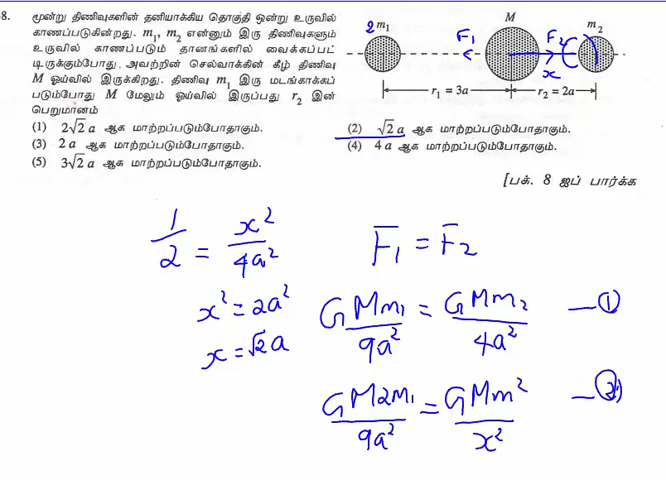 8. மூன்று திணிவுகளின் தனியாக்கிய தொகுதி ஒன்று உருவில்
காணப்படுகின்றது. m₁, m₂ என்னும் இரு திணிவுகளும்
உருவில் காணப்படும் தானங்களில் வைக்கப்பட்
டிருக்கும்போது அவற்றின் செல்வாக்கின் கீழ் திணிவு
M ஓய்வில் இருக்கிறது. திணிவு m₁ இரு மடங்காக்கப்
படும்போது M மேலும் ஓய்வில் இருப்பது r₂ இன்
பெறுமானம்
(1) 2√2 a ஆக மாற்றப்படும்போதாகும்.
(2) √2 a ஆக மாற்றப்படும்போதாகும்.
(3) 2 a ஆக மாற்றப்படும்போதாகும்.
(4) 4 a ஆக மாற்றப்படும்போதாகும்.
(5) 3√2 a ஆக மாற்றப்படும்போதாகும்.
2 m₁ M m₂
F₁ F₂
x
r₁ = 3a r₂ = 2a
[பக். 8 ஐப் பார்க்க
1/2 = x²/4a²
x² = 2a²
x = √2 a
F₁ = F₂
GMm₁/9a² = GMm₂/4a² —①
GM2m₁/9a² = GMm²/x² —②